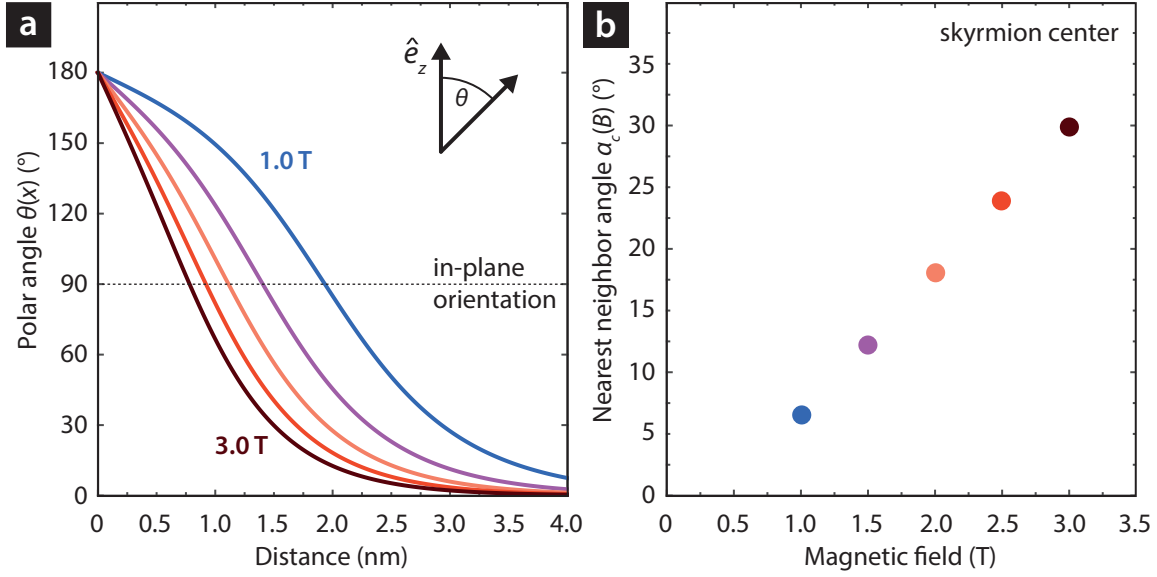 a
180
150
120
90
60
30
0
Polar angle θ(x) (°)
ê_z
θ
1.0 T
in-plane
orientation
3.0 T
0
0.5
1.0
1.5
2.0
2.5
3.0
3.5
4.0
Distance (nm)
b
skyrmion center
35
30
25
20
15
10
5
0
Nearest neighbor angle α_c(B) (°)
0
0.5
1.0
1.5
2.0
2.5
3.0
3.5
Magnetic field (T)